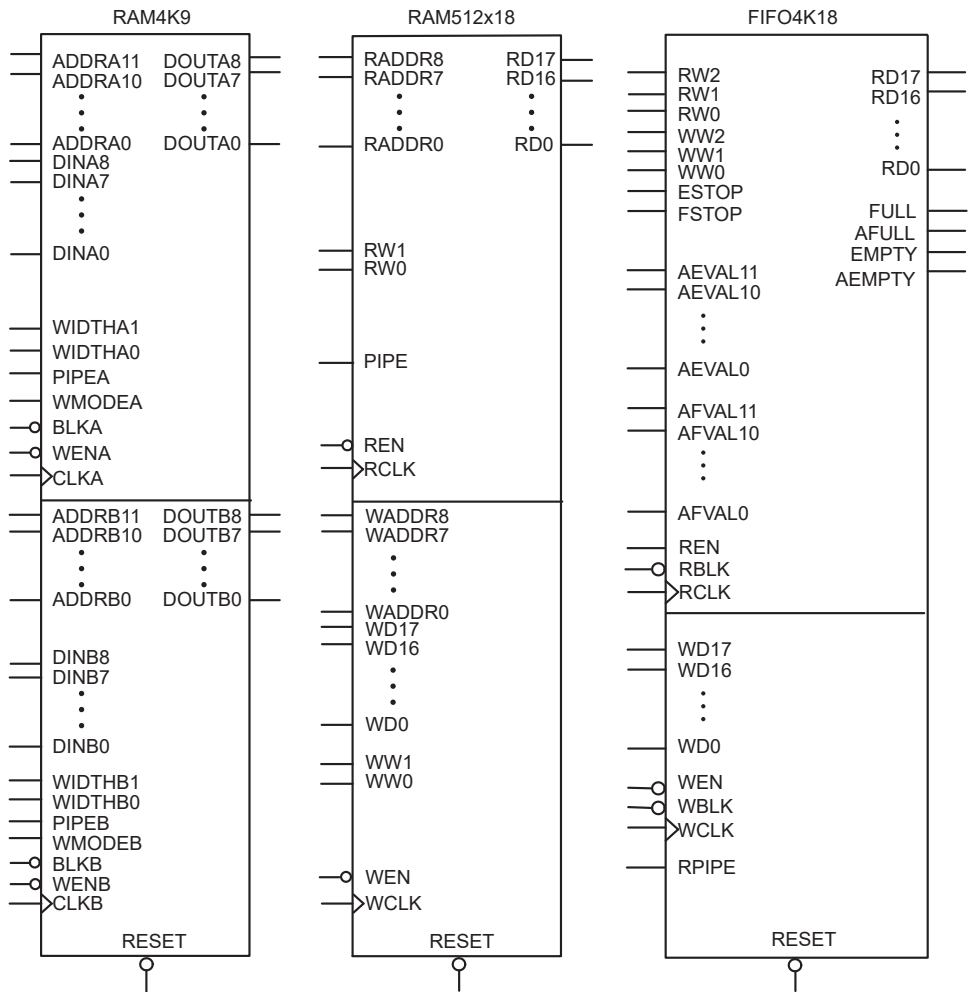 RAM4K9
ADDRA11 DOUTA8
ADDRA10 DOUTA7
ADDRA0 DOUTA0
DINA8
DINA7
DINA0
WIDTHA1
WIDTHA0
PIPEA
WMODEA
BLKA
WENA
CLKA
ADDRB11 DOUTB8
ADDRB10 DOUTB7
ADDRB0 DOUTB0
DINB8
DINB7
DINB0
WIDTHB1
WIDTHB0
PIPEB
WMODEB
BLKB
WENB
CLKB
RESET
RAM512x18
RADDR8 RD17
RADDR7 RD16
RADDR0 RD0
RW1
RW0
PIPE
REN
RCLK
WADDR8
WADDR7
WADDR0
WD17
WD16
WD0
WW1
WW0
WEN
WCLK
RESET
FIFO4K18
RW2 RD17
RW1 RD16
RW0
WW2
WW1
WW0 RD0
ESTOP
FSTOP FULL
AFULL
EMPTY
AEVAL11 AEMPTY
AEVAL10
AEVAL0
AFVAL11
AFVAL10
AFVAL0
REN
RBLK
RCLK
WD17
WD16
WD0
WEN
WBLK
WCLK
RPIPE
RESET